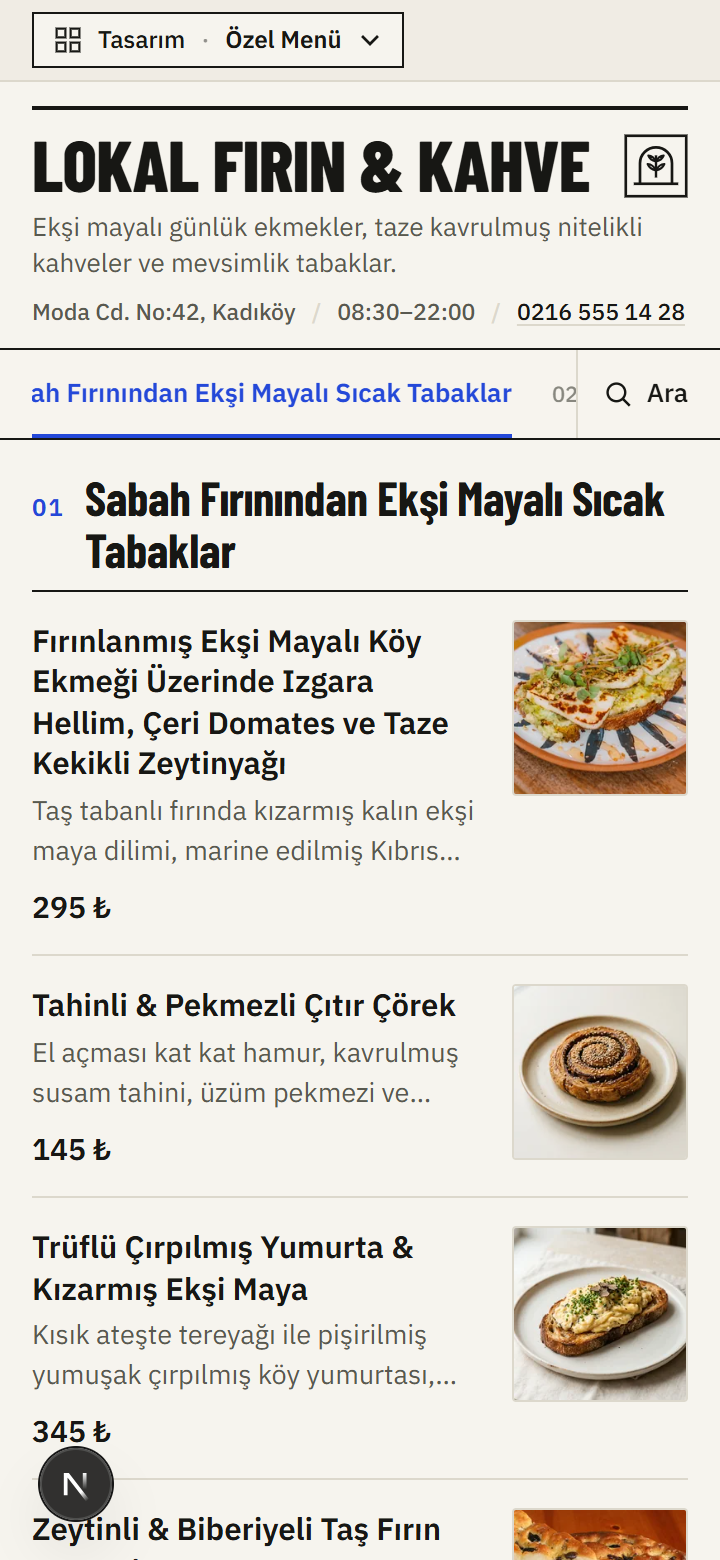 Tasarım · Özel Menü
LOKAL FIRIN & KAHVE
Ekşi mayalı günlük ekmekler, taze kavrulmuş nitelikli
kahveler ve mevsimlik tabaklar.
Moda Cd. No:42, Kadıköy / 08:30–22:00 / 0216 555 14 28
ah Fırınından Ekşi Mayalı Sıcak Tabaklar 02 Ara
01 Sabah Fırınından Ekşi Mayalı Sıcak
Tabaklar
Fırınlanmış Ekşi Mayalı Köy
Ekmeği Üzerinde Izgara
Hellim, Çeri Domates ve Taze
Kekikli Zeytinyağı
Taş tabanlı fırında kızarmış kalın ekşi
maya dilimi, marine edilmiş Kıbrıs...
295 ₺
Tahinli & Pekmezli Çıtır Çörek
El açması kat kat hamur, kavrulmuş
susam tahini, üzüm pekmezi ve...
145 ₺
Trüflü Çırpılmış Yumurta &
Kızarmış Ekşi Maya
Kısık ateşte tereyağı ile pişirilmiş
yumuşak çırpılmış köy yumurtası,...
345 ₺
N
Zeytinli & Biberiyeli Taş Fırın